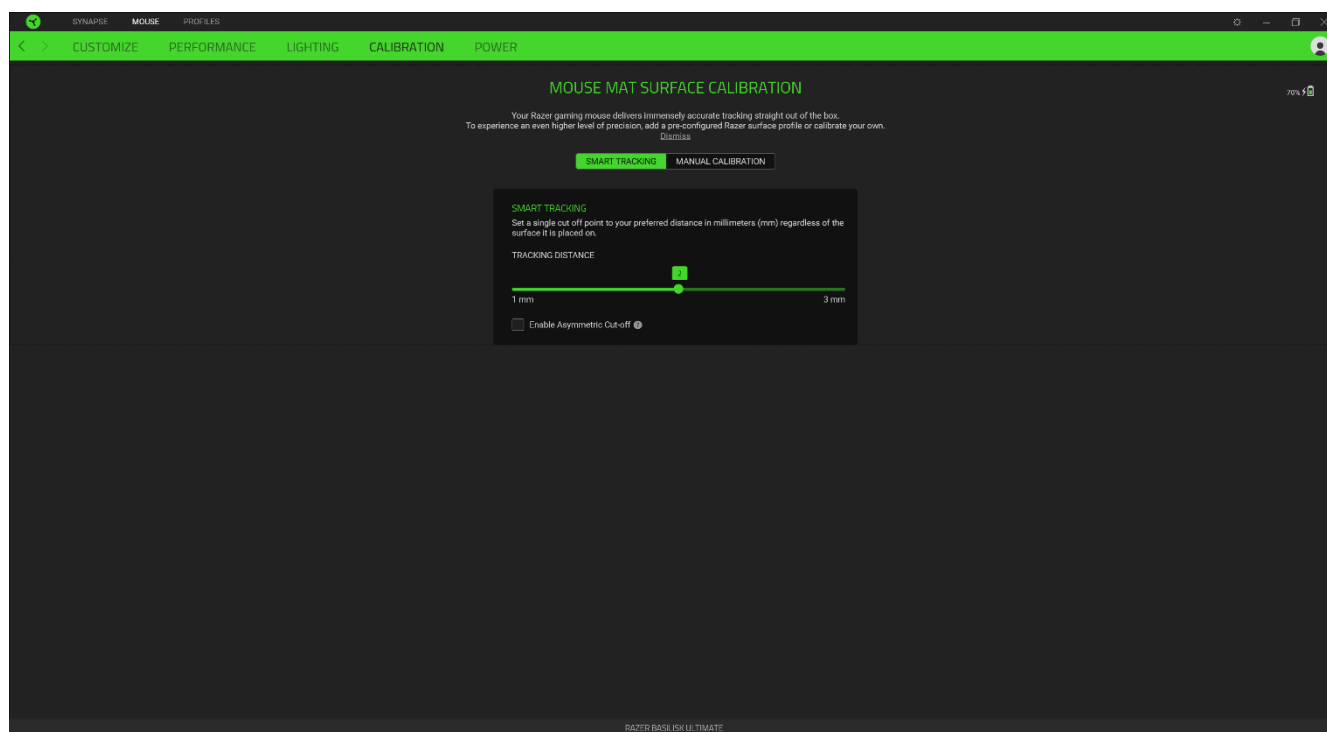 SYNAPSE MOUSE PROFILES
CUSTOMIZE PERFORMANCE LIGHTING CALIBRATION POWER
MOUSE MAT SURFACE CALIBRATION
70%
Your Razer gaming mouse delivers immensely accurate tracking straight out of the box.
To experience an even higher level of precision, add a pre-configured Razer surface profile or calibrate your own.
Dismiss
SMART TRACKING MANUAL CALIBRATION
SMART TRACKING
Set a single cut off point to your preferred distance in millimeters (mm) regardless of the
surface it is placed on.
TRACKING DISTANCE
2
1 mm 3 mm
Enable Asymmetric Cut-off ?
RAZER BASILISK ULTIMATE